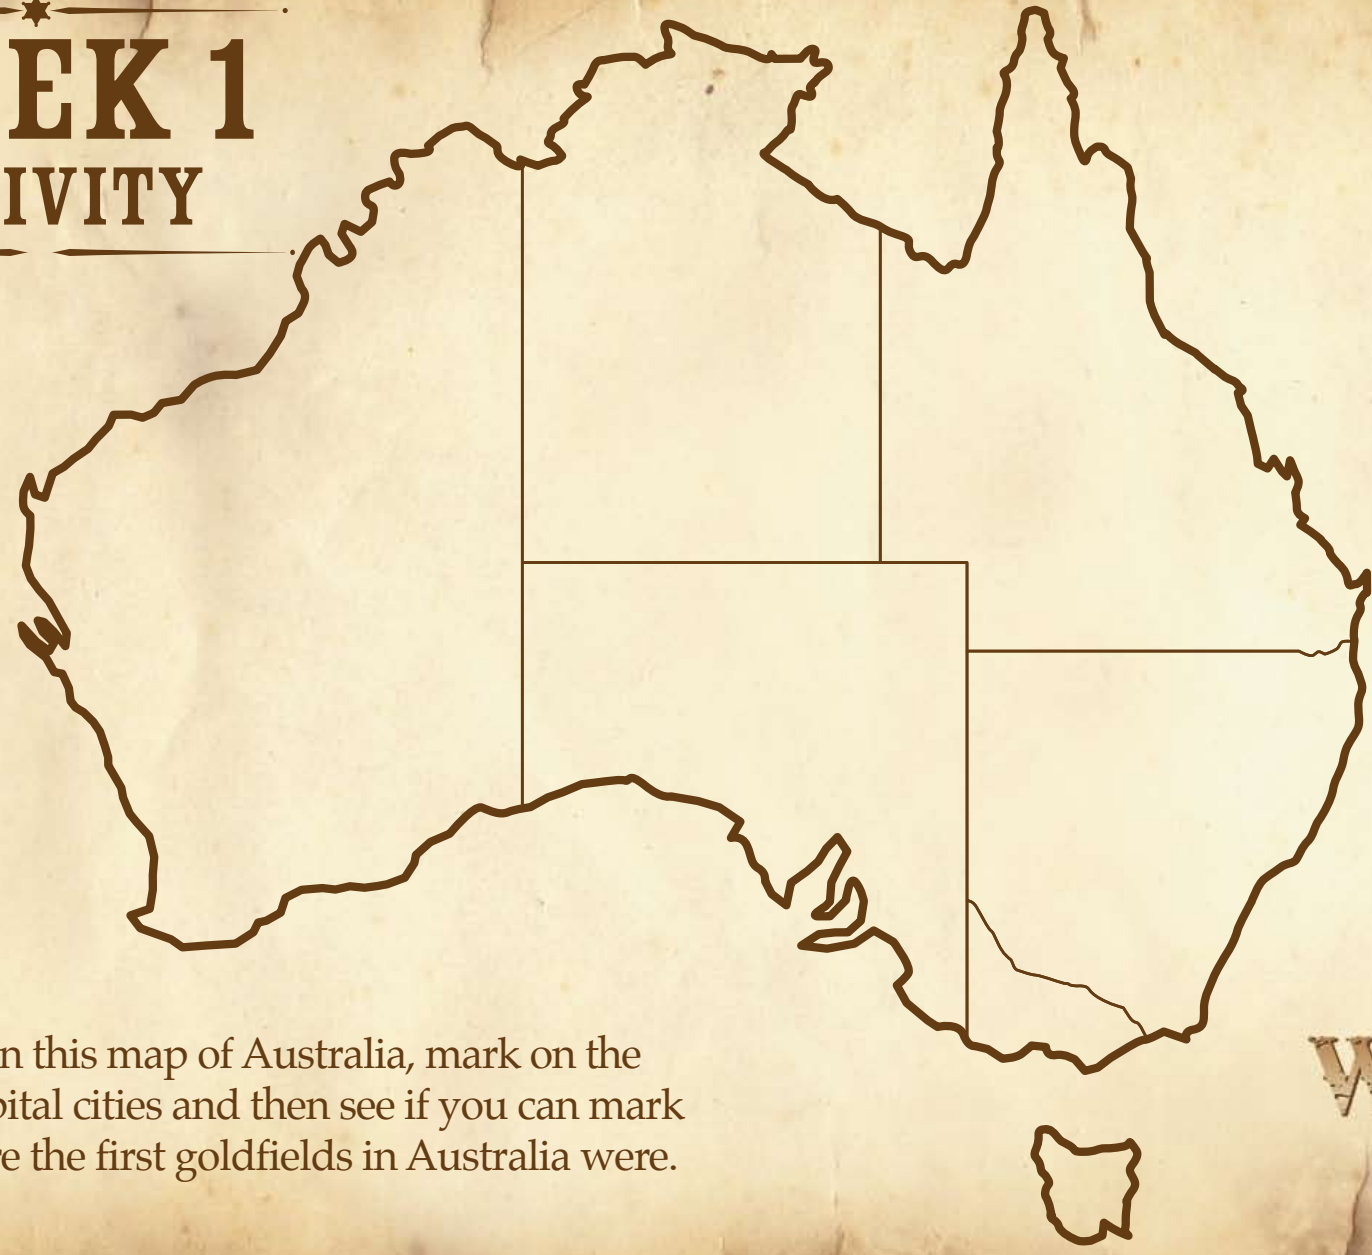 EK 1
IVITY
n this map of Australia, mark on the
pital cities and then see if you can mark
re the first goldfields in Australia were.
W